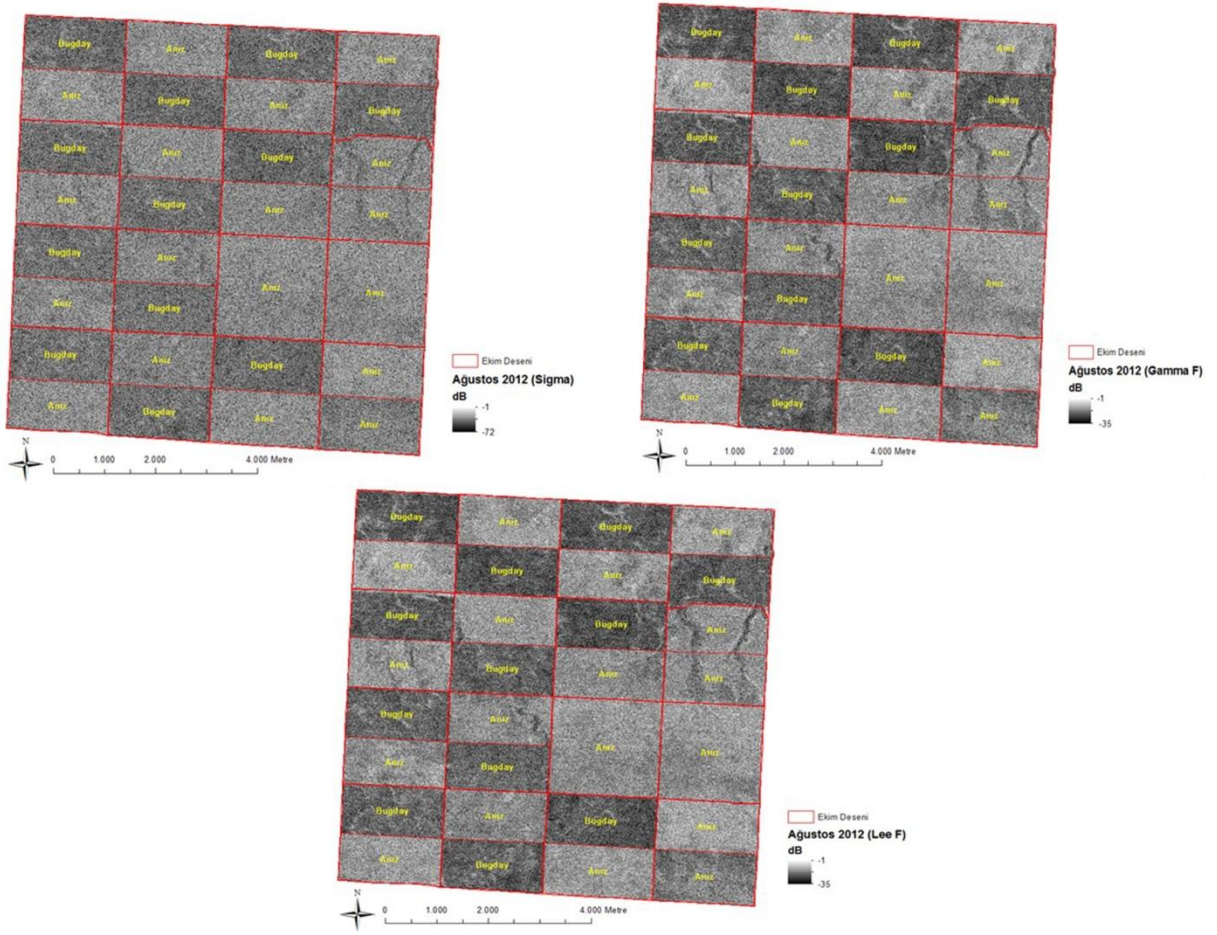 Bugday Anız Bugday Anız
Anız Bugday Anız Bugday
Bugday Anız Bugday Anız
Anız Bugday Anız Anız
Bugday Anız
Anız Anız
Anız Bugday
Bugday Anız Bugday Anız
Anız Bugday Anız Anız
Ekim Deseni
Ağustos 2012 (Sigma)
dB
-1
-72
N
0 1.000 2.000 4.000 Metre
Bugday Anız Bugday Anız
Anız Bugday Anız Bugday
Bugday Anız Bugday Anız
Anız Bugday Anız Anız
Bugday Anız
Anız Anız
Anız Bugday
Bugday Anız Bugday Anız
Anız Bugday Anız Anız
Ekim Deseni
Ağustos 2012 (Gamma F)
dB
-1
-35
N
0 1.000 2.000 4.000 Metre
Bugday Anız Bugday Anız
Anız Bugday Anız Bugday
Bugday Anız Bugday Anız
Anız Bugday Anız Anız
Bugday Anız
Anız Anız
Anız Bugday
Bugday Anız Bugday Anız
Anız Bugday Anız Anız
Ekim Deseni
Ağustos 2012 (Lee F)
dB
-1
-35
N
0 1.000 2.000 4.000 Metre